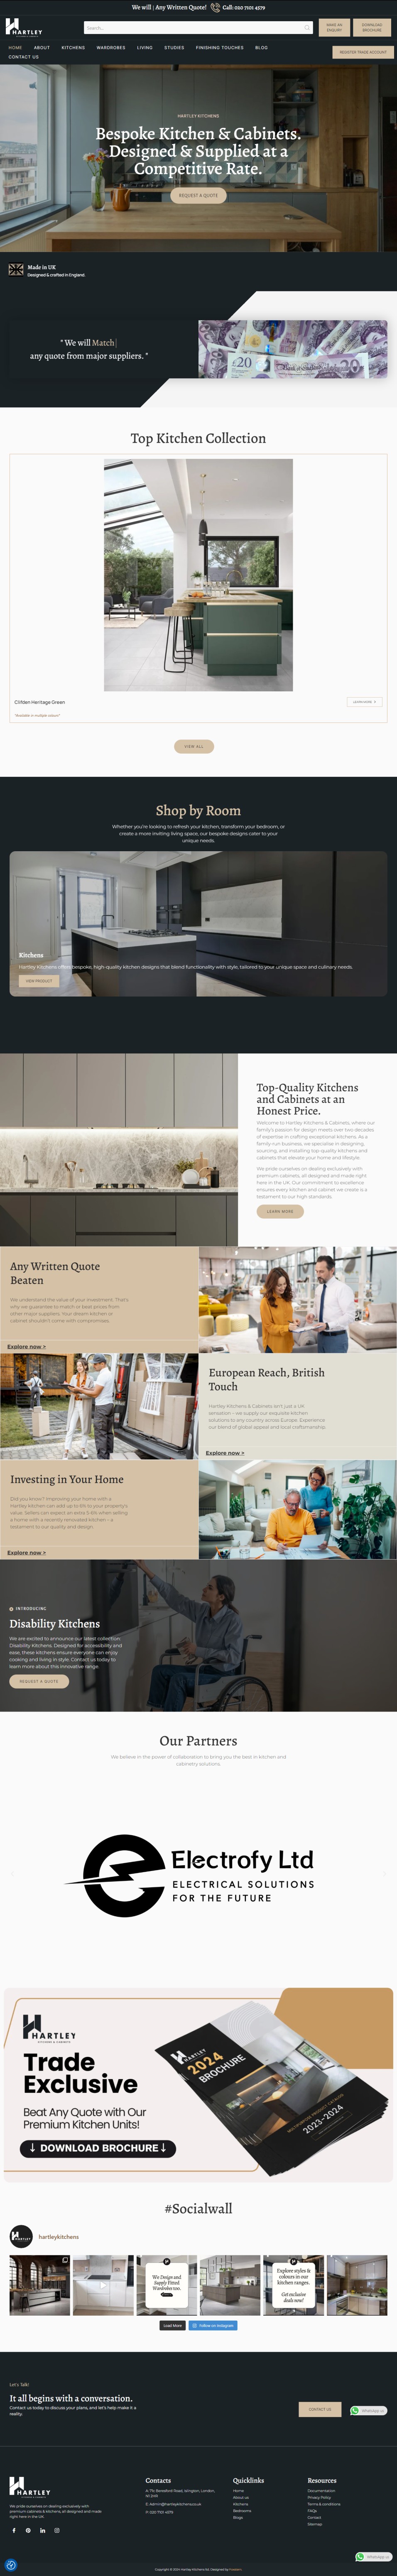 We will | Any Written Quote!
Call: 020 7101 4579
HARTLEY
Search...
MAKE AN
ENQUIRY
DOWNLOAD
BROCHURE
HOME
ABOUT
KITCHENS
WARDROBES
LIVING
STUDIES
FINISHING TOUCHES
BLOG
CONTACT US
REGISTER TRADE ACCOUNT
HARTLEY KITCHENS
Bespoke Kitchen & Cabinets.
Designed & Supplied at a
Competitive Rate.
REQUEST A QUOTE
Made in UK
Designed & crafted in England.
" We will Match|
any quote from major suppliers. "
Top Kitchen Collection
Clifden Heritage Green
"Available in multiple colours"
LEARN MORE
VIEW ALL
Shop by Room
Whether you're looking to refresh your kitchen, transform your bedroom, or
create a more inviting living space, our bespoke designs cater to your
unique needs.
Kitchens
Hartley Kitchens offers bespoke, high-quality kitchen designs that blend functionality with style, tailored to your unique space and culinary needs.
VIEW PRODUCT
Top-Quality Kitchens
and Cabinets at an
Honest Price.
Welcome to Hartley Kitchens & Cabinets, where our
family's passion for design meets over two decades
of expertise in crafting exceptional kitchens. As a
family run business, we specialise in designing,
sourcing, and installing top quality kitchens and
cabinets that elevate your home and lifestyle.
We pride ourselves on dealing exclusively with
premium cabinets, all designed and made right
here in the UK. Our commitment to excellence
ensures every kitchen and cabinet we create is a
testament to our high standards.
LEARN MORE
Any Written Quote
Beaten
We understand the value of your investment. That's
why we guarantee to match or beat prices from
other major suppliers. Your dream kitchen or
cabinet shouldn't come with compromises.
Explore now >
European Reach, British
Touch
Hartley Kitchens & Cabinets isn't just a UK
sensation – we supply our exquisite kitchen
solutions to any country across Europe. Experience
our blend of global appeal and local craftsmanship.
Explore now >
Investing in Your Home
Did you know? Improving your home with a
Hartley kitchen can add up to 6% to your property's
value. Sellers can expect an extra 5-6% when selling
a home with a recently renovated kitchen – a
testament to our quality and design.
Explore now >
INTRODUCING
Disability Kitchens
We are excited to announce our latest collection:
Disability Kitchens. Designed for accessibility and
ease, these kitchens ensure everyone can enjoy
cooking and living in style. Contact us today to
learn more about this innovative range.
REQUEST A QUOTE
Our Partners
We believe in the power of collaboration to bring you the best in kitchen and
cabinetry solutions.
Electrofy Ltd
ELECTRICAL SOLUTIONS
FOR THE FUTURE
HARTLEY
KITCHENS & CABINETS
Trade
Exclusive
Beat Any Quote with Our
Premium Kitchen Units!
↓ DOWNLOAD BROCHURE ↓
2024
BROCHURE
2023-2024
#Socialwall
hartleykitchens
We Design and
Supply Fitted
Wardrobes too.
Explore styles &
colours in our
kitchen ranges.
Get exclusive
deals now!
Load More
Follow on Instagram
Let's Talk!
It all begins with a conversation.
Contact us today to discuss your plans, and let's help make it a
reality.
CONTACT US
WhatsApp us
HARTLEY
We pride ourselves on dealing exclusively with
premium cabinets & kitchens, all designed and made
right here in the UK.
Contacts
E: Admin@hartleykitchens.co.uk
P: 020 7101 4579
Quicklinks
Home
About us
Kitchens
Bedrooms
Blogs
Resources
Documentation
Privacy Policy
Terms & conditions
FAQs
Contact
Sitemap
WhatsApp us